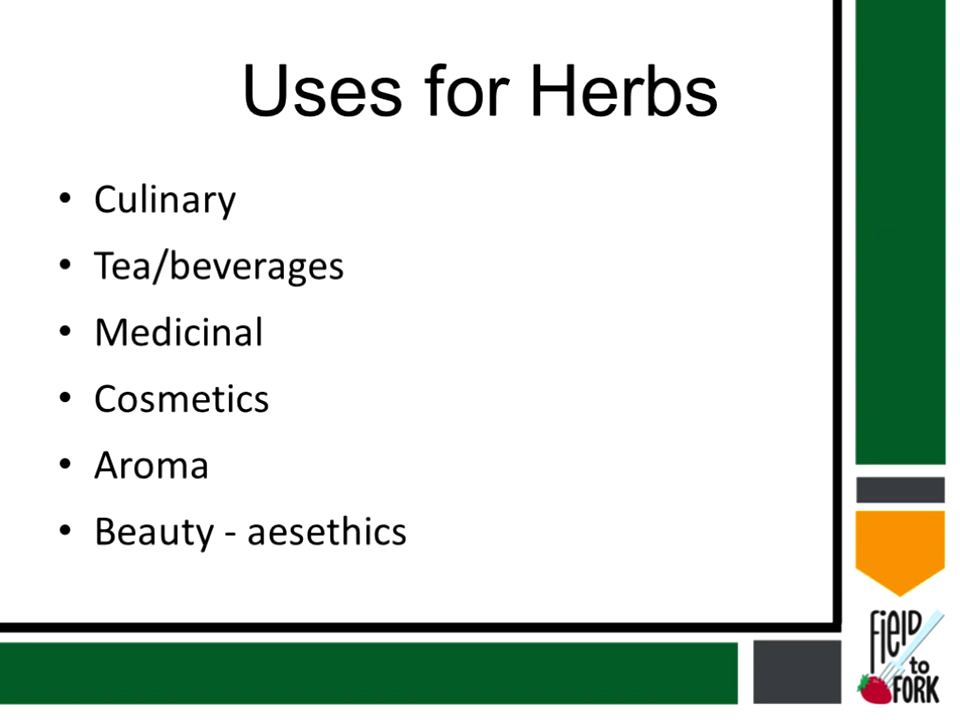 Uses for Herbs
• Culinary
• Tea/beverages
• Medicinal
• Cosmetics
• Aroma
• Beauty - aesethics
FielD
to
FORK